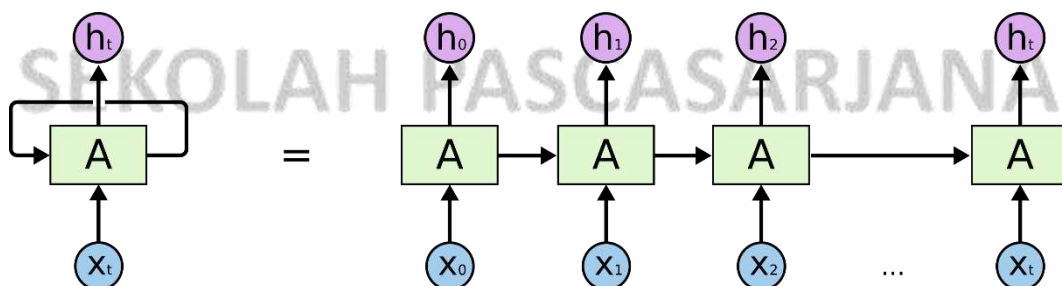 hₜ h₀ h₁ h₂ hₜ
SEKOLAH PASCASARJANA
A = A A A A
xₜ x₀ x₁ x₂ ... xₜ